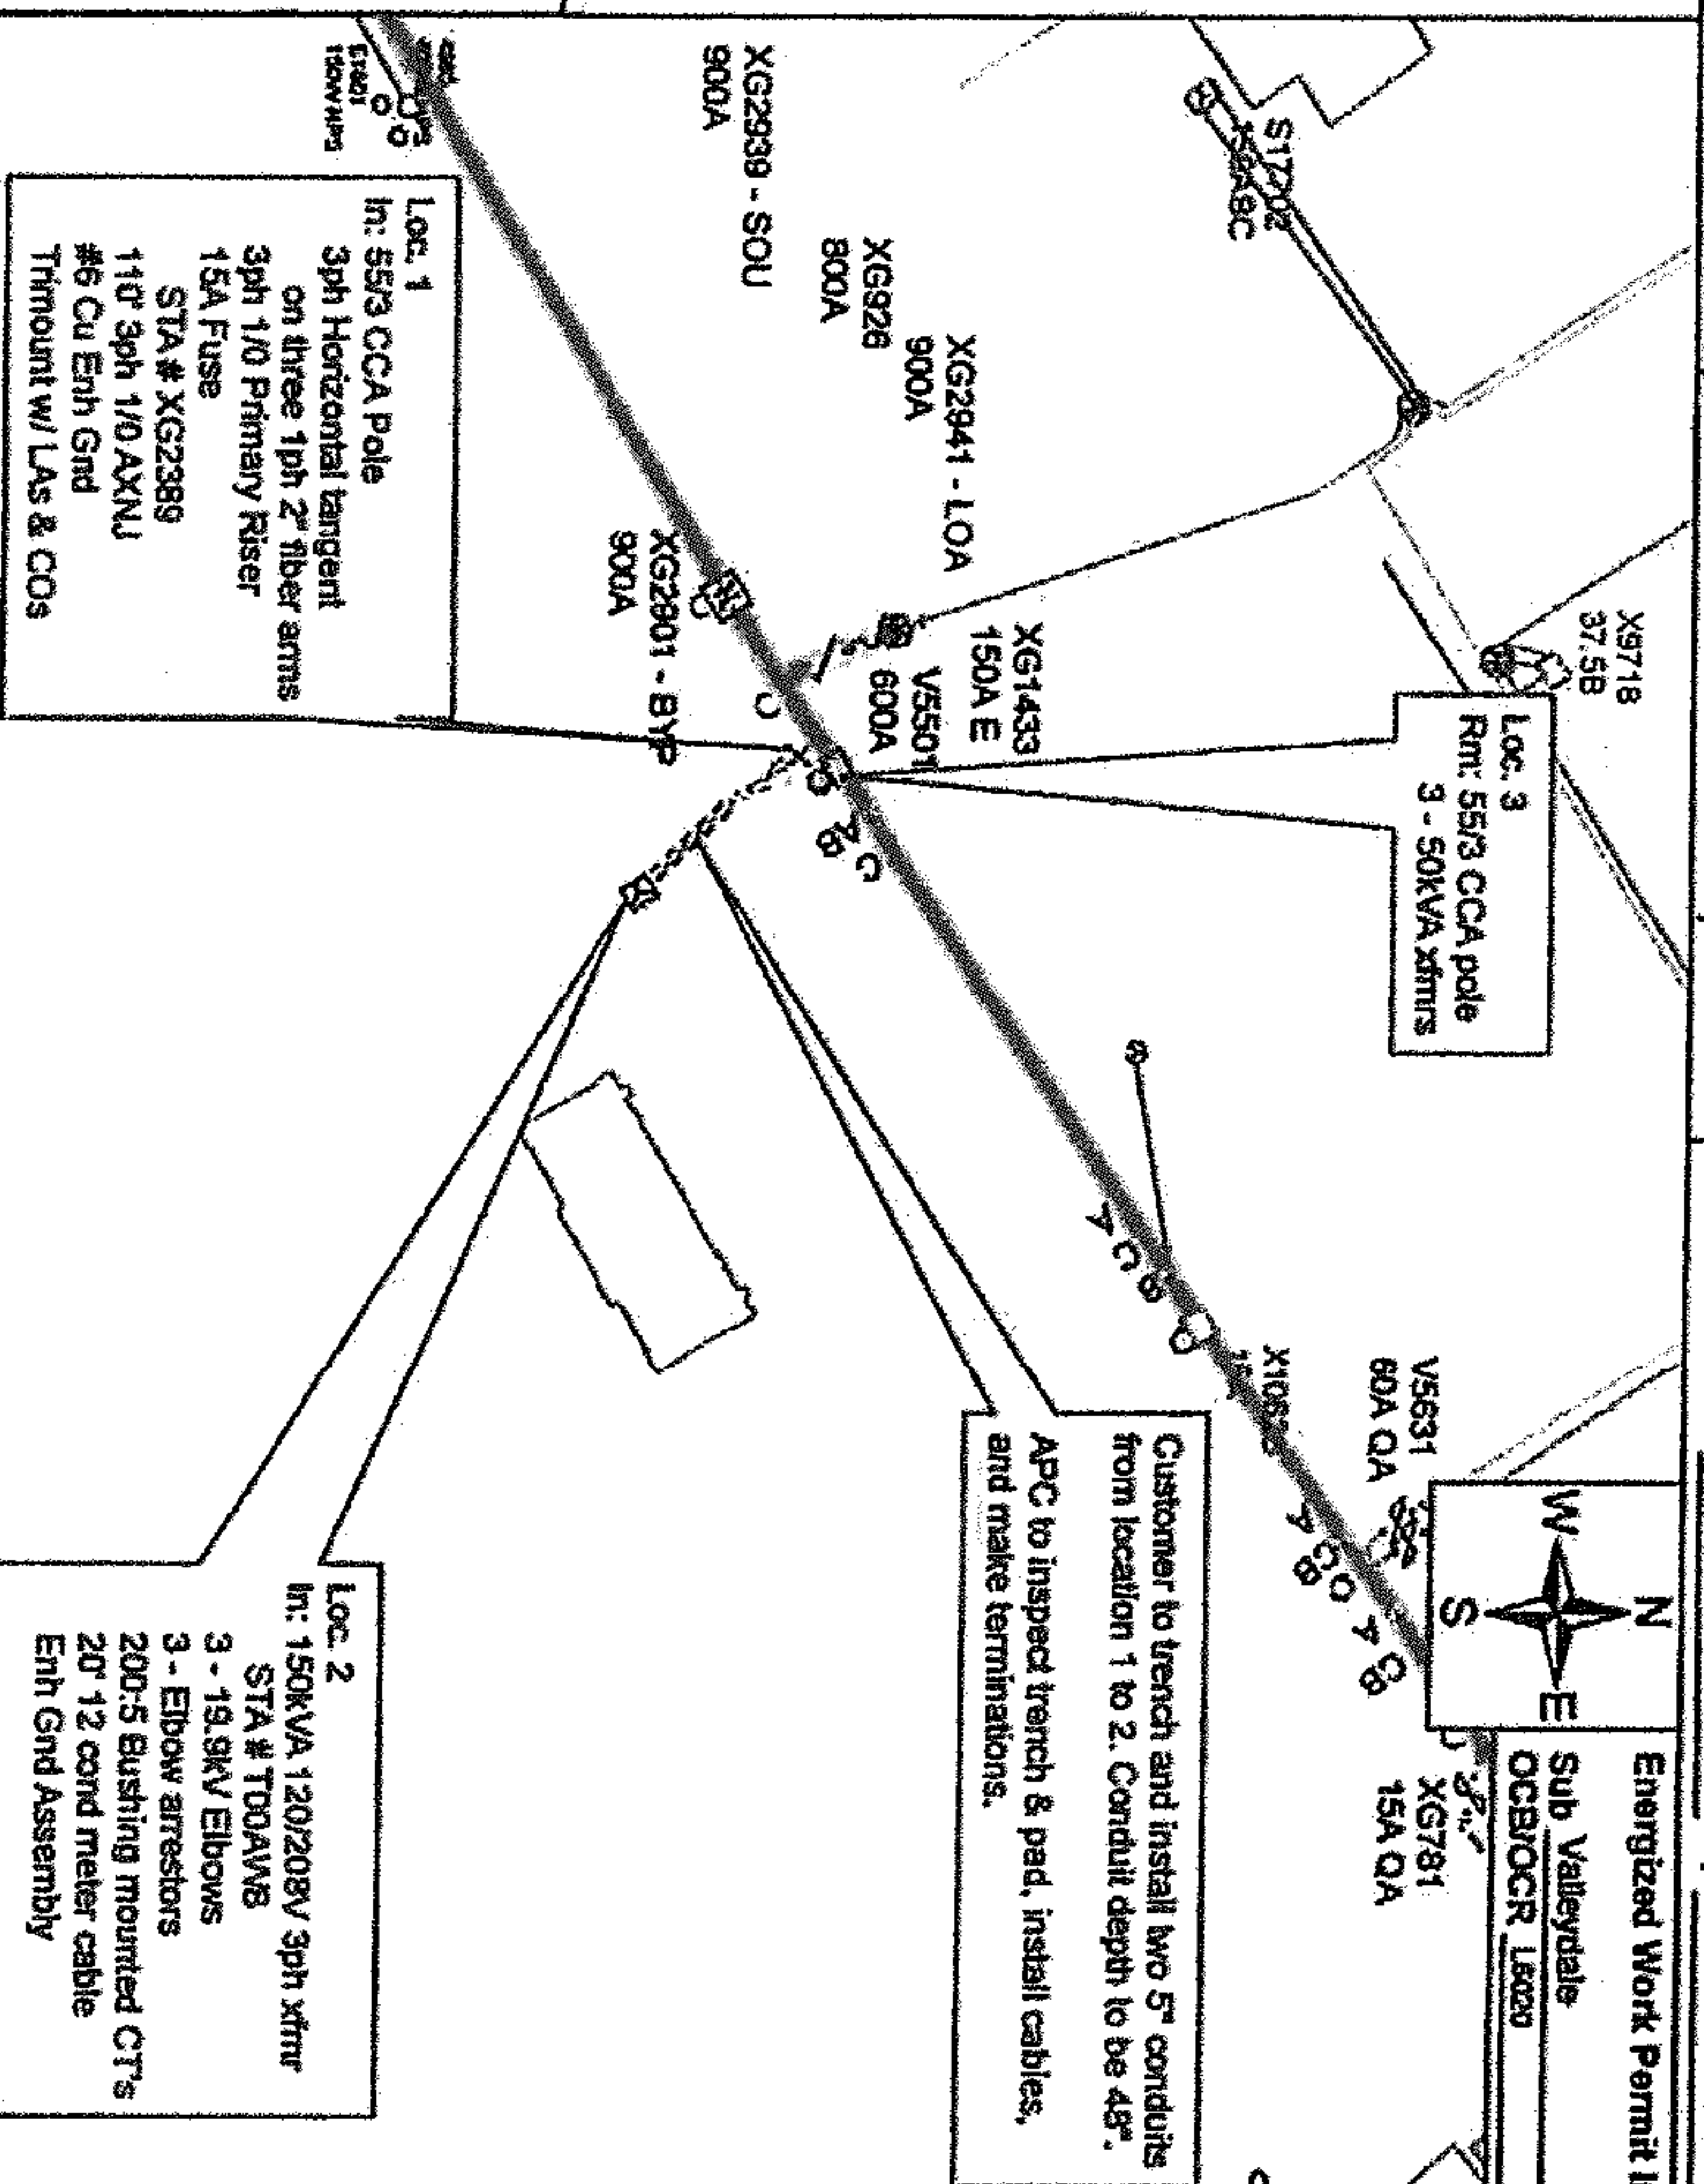 Energized Work Permit
Sub Valleydale
OCB/OCR L5020
N
W
E
S
X9718
37.5B
Loc. 3
Rm: 55/3 CCA pole
3 - 50kVA xfmrs
V5631
60A QA
XG781
15A QA
S17202
XG2941 - LOA
900A
XG1433
150A E
V5501
600A
XG926
800A
XG2939 - SOU
900A
XG2901 - BYP
900A
C
A B
A C B
A C B
A C B
Customer to trench and install two 5" conduits
from location 1 to 2. Conduit depth to be 48".
APC to inspect trench & pad, install cables,
and make terminations.
Loc. 1
In: 55/3 CCA Pole
3ph Horizontal tangent
on three 1ph 2" fiber arms
3ph 1/0 Primary Riser
15A Fuse
STA # XG2389
110' 3ph 1/0 AXNJ
#6 Cu Enh Gnd
Trimount w/ LAs & COs
Loc. 2
In: 150kVA 120/208V 3ph xfmr
STA # T00AW8
3 - 19.9kV Elbows
3 - Elbow arrestors
200:5 Bushing mounted CT's
20' 12 cond meter cable
Enh Gnd Assembly